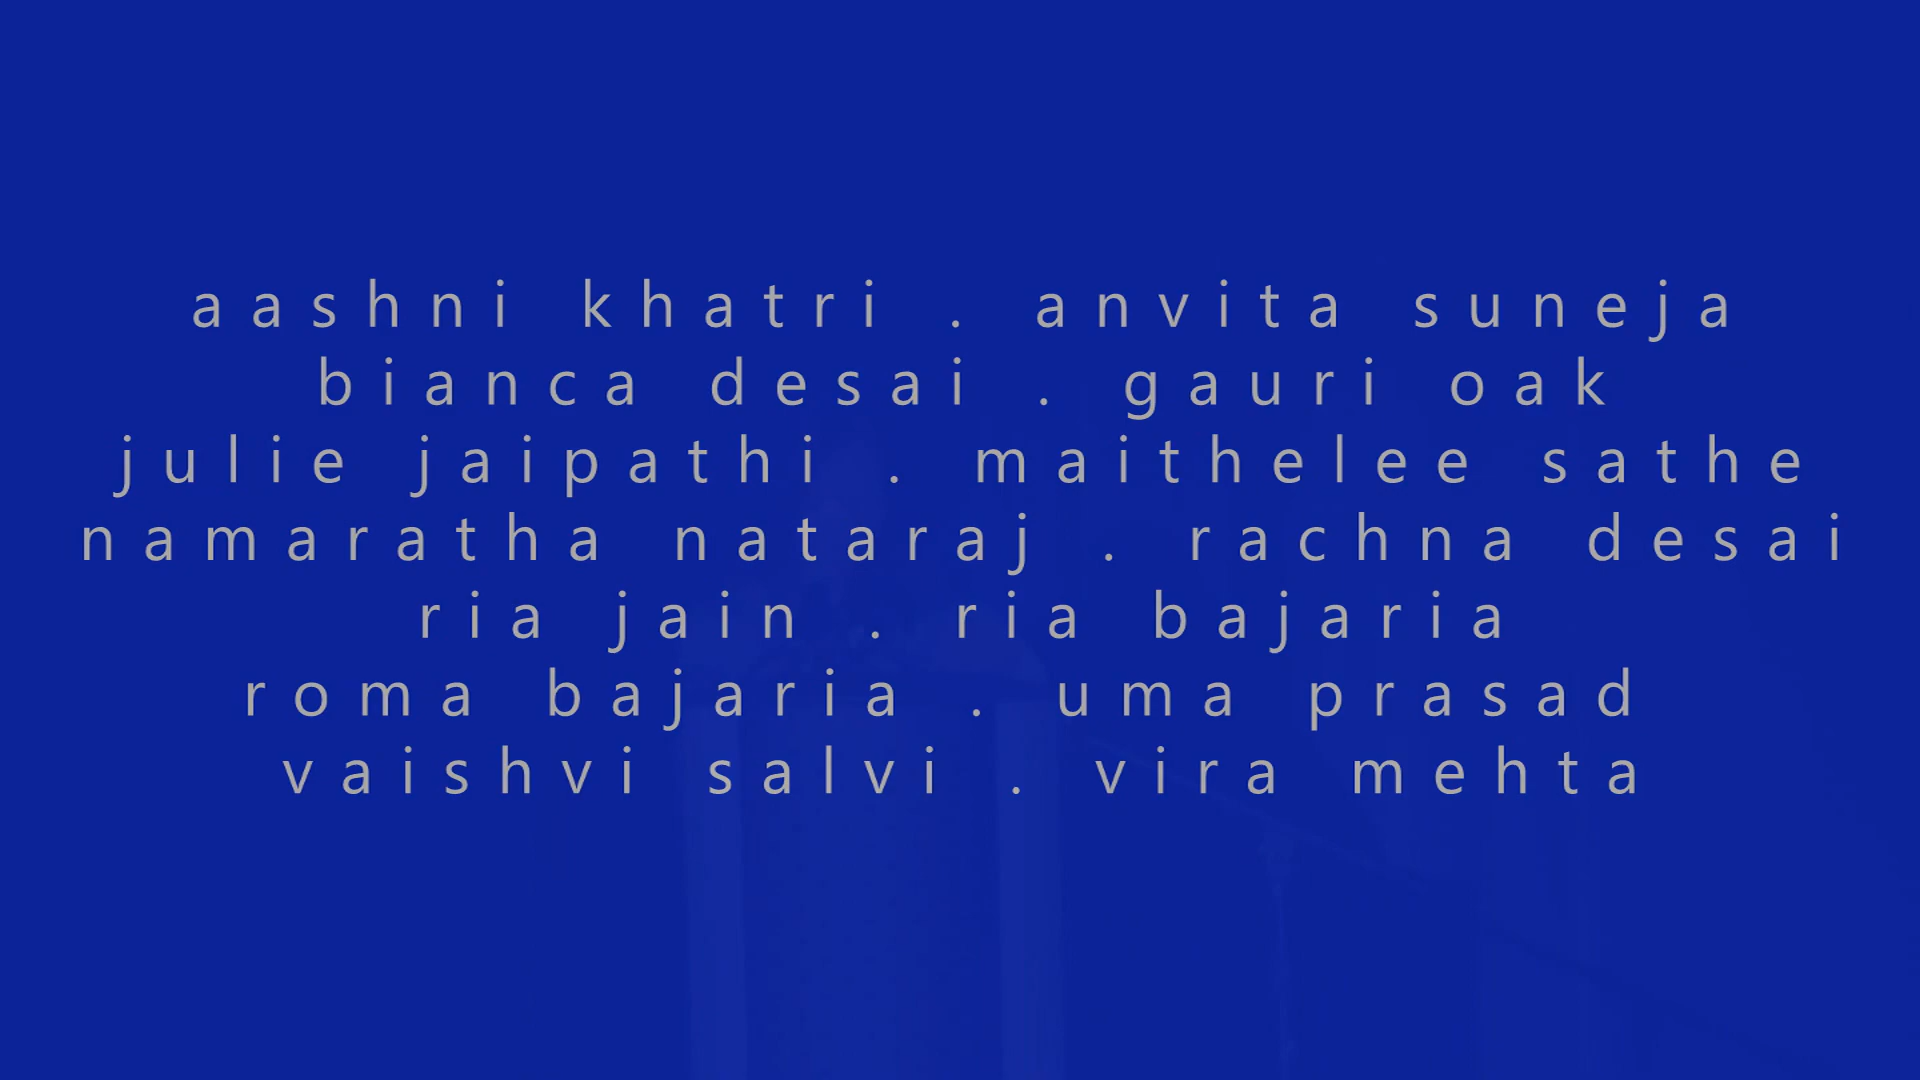 aashni khatri . anvita suneja
bianca desai . gauri oak
julie jaipathi . maithelee sathe
namaratha nataraj . rachna desai
ria jain . ria bajaria
roma bajaria . uma prasad
vaishvi salvi . vira mehta